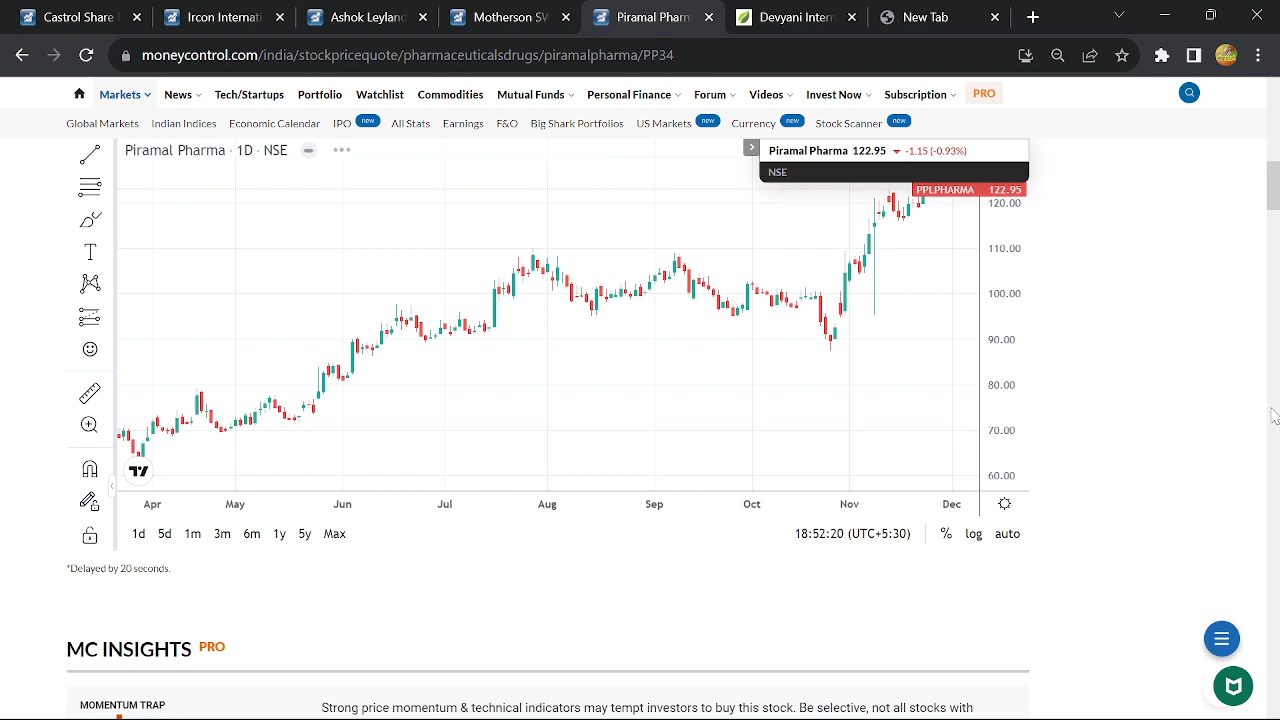 Solara Share
Ircon Internati
Ashok Leylan
Motherson SW
Piramal Pharm
Devyani Intern
New Tab
moneycontrol.com/india/stockpricequote/pharmaceuticalsdrugs/piramalpharma/PP34
Markets News Tech/Startups Portfolio Watchlist Commodities Mutual Funds Personal Finance Forum Videos Invest Now Subscription PRO
Global Markets Indian Indices Economic Calendar IPO new All Stats Earnings F&O Big Shark Portfolios US Markets new Currency new Stock Scanner new
Piramal Pharma · 1D · NSE
Piramal Pharma 122.95 -1.15 (-0.93%)
NSE
PPLPHARMA 122.95
120.00
110.00
100.00
90.00
80.00
70.00
60.00
Apr May Jun Jul Aug Sep Oct Nov Dec
1d 5d 1m 3m 6m 1y 5y Max 18:52:20 (UTC+5:30) % log auto
*Delayed by 20 seconds.
MC INSIGHTS PRO
MOMENTUM TRAP
Strong price momentum & technical indicators may tempt investors to buy this stock. Be selective, not all stocks with